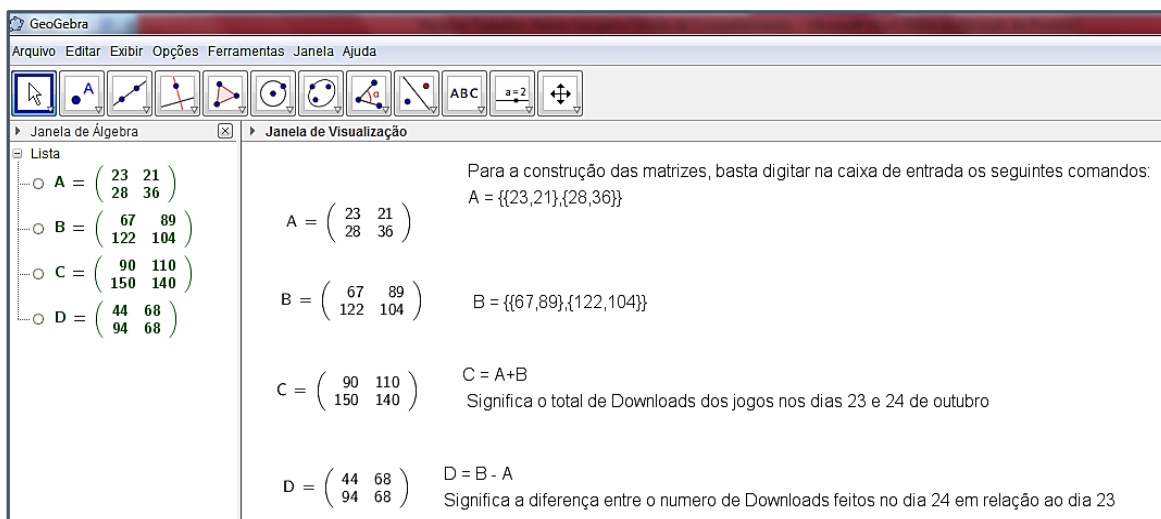 GeoGebra
Arquivo Editar Exibir Opções Ferramentas Janela Ajuda
A α ABC a=2
Janela de Álgebra
Janela de Visualização
Lista
A = ( 23 21
28 36 )
B = ( 67 89
122 104 )
C = ( 90 110
150 140 )
D = ( 44 68
94 68 )
Para a construção das matrizes, basta digitar na caixa de entrada os seguintes comandos:
A = {{23,21},{28,36}}
A = ( 23 21
28 36 )
B = ( 67 89
122 104 )
B = {{67,89},{122,104}}
C = A+B
C = ( 90 110
150 140 )
Significa o total de Downloads dos jogos nos dias 23 e 24 de outubro
D = B - A
D = ( 44 68
94 68 )
Significa a diferença entre o numero de Downloads feitos no dia 24 em relação ao dia 23